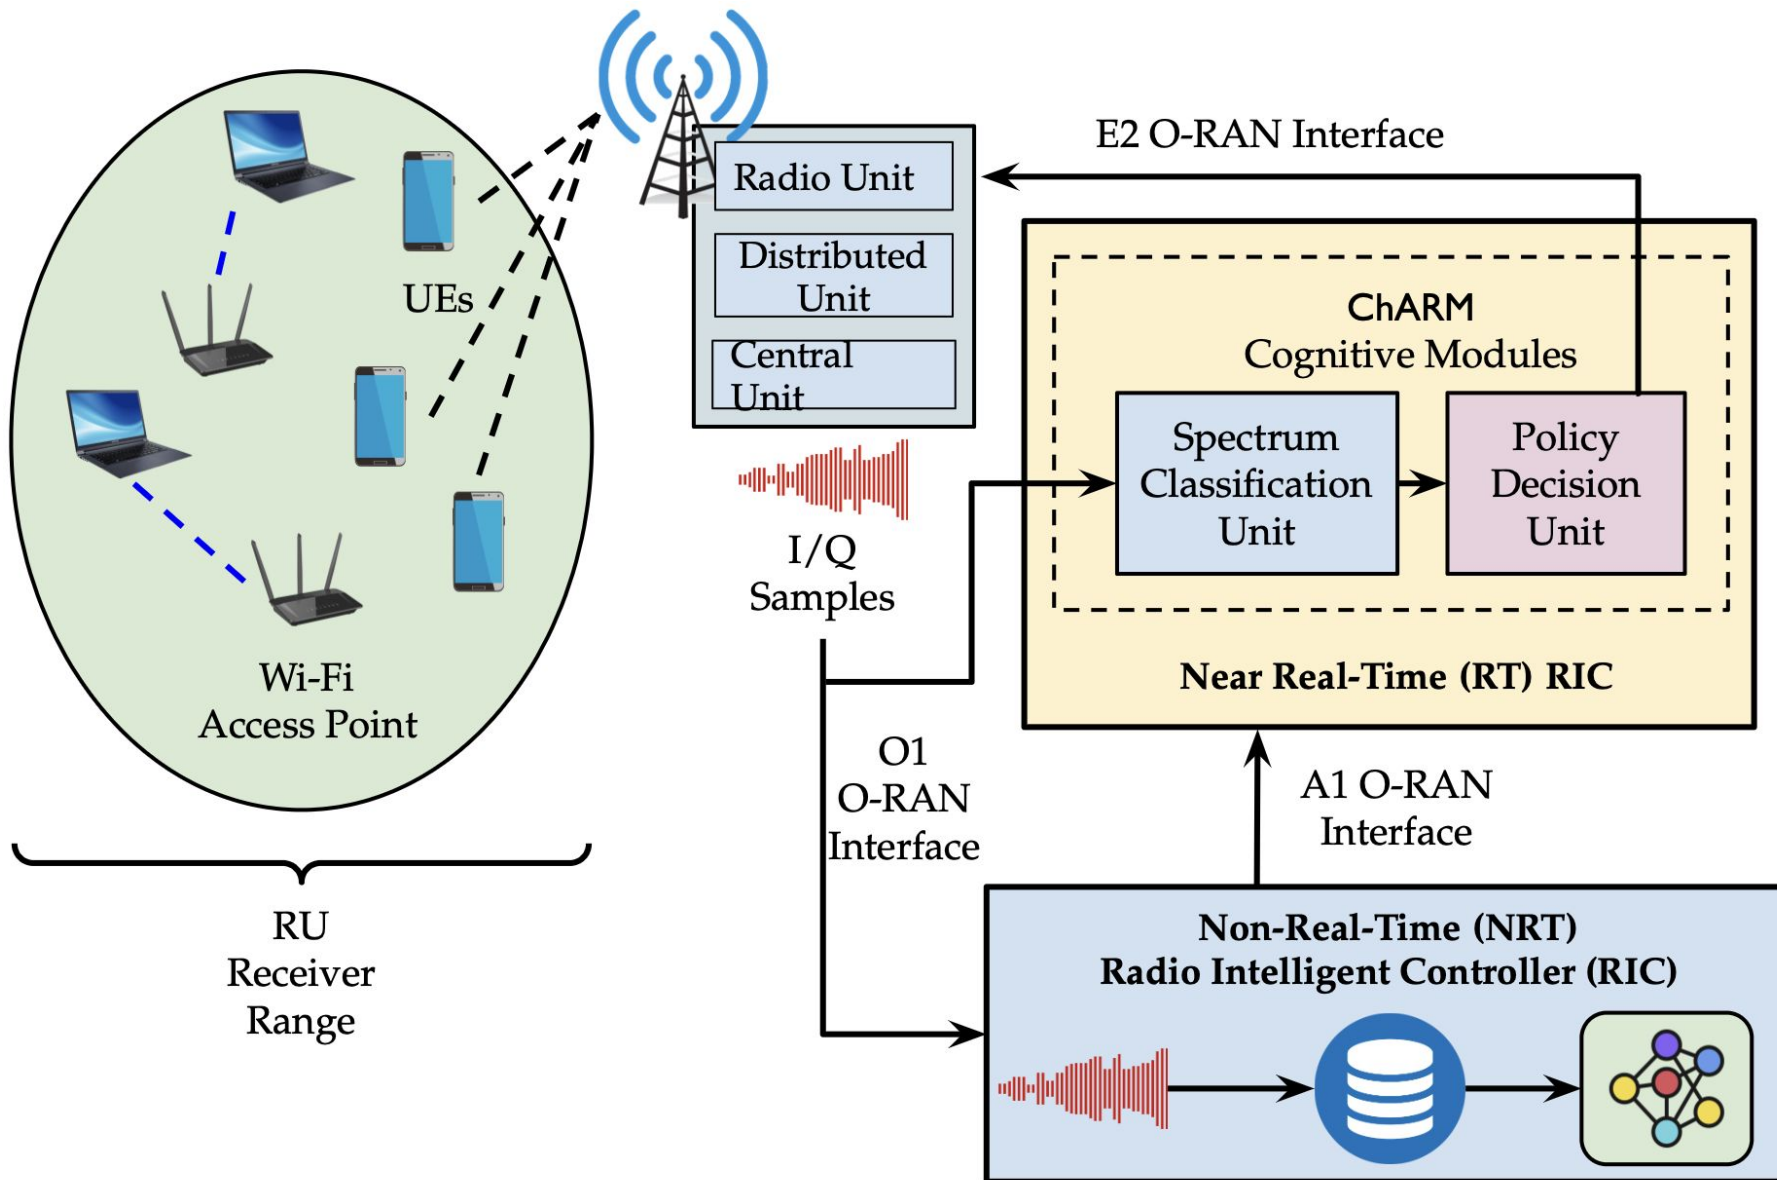 E2 O-RAN Interface
Radio Unit
Distributed
Unit
Central
Unit
UEs
ChARM
Cognitive Modules
Spectrum
Classification
Unit
Policy
Decision
Unit
I/Q
Samples
Near Real-Time (RT) RIC
Wi-Fi
Access Point
O1
O-RAN
Interface
A1 O-RAN
Interface
RU
Receiver
Range
Non-Real-Time (NRT)
Radio Intelligent Controller (RIC)